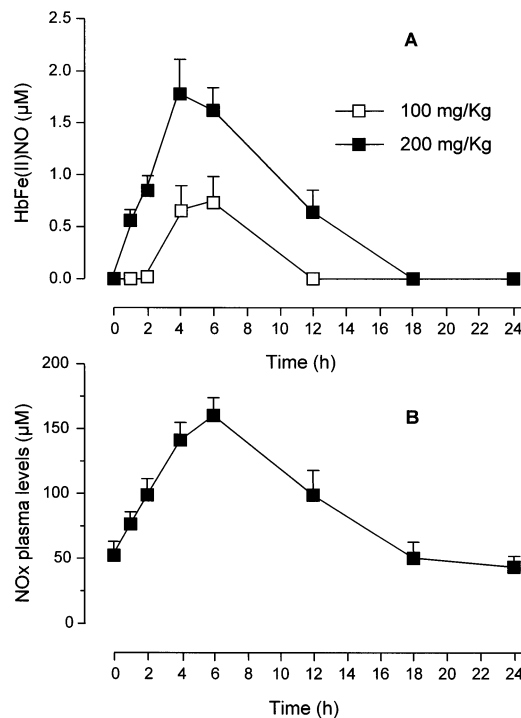 A
HbFe(II)NO (µM)
2.5
2.0
1.5
1.0
0.5
0.0
100 mg/Kg
200 mg/Kg
0 2 4 6 8 10 12 14 16 18 20 22 24
Time (h)
B
NOx plasma levels (µM)
200
150
100
50
0
0 2 4 6 8 10 12 14 16 18 20 22 24
Time (h)